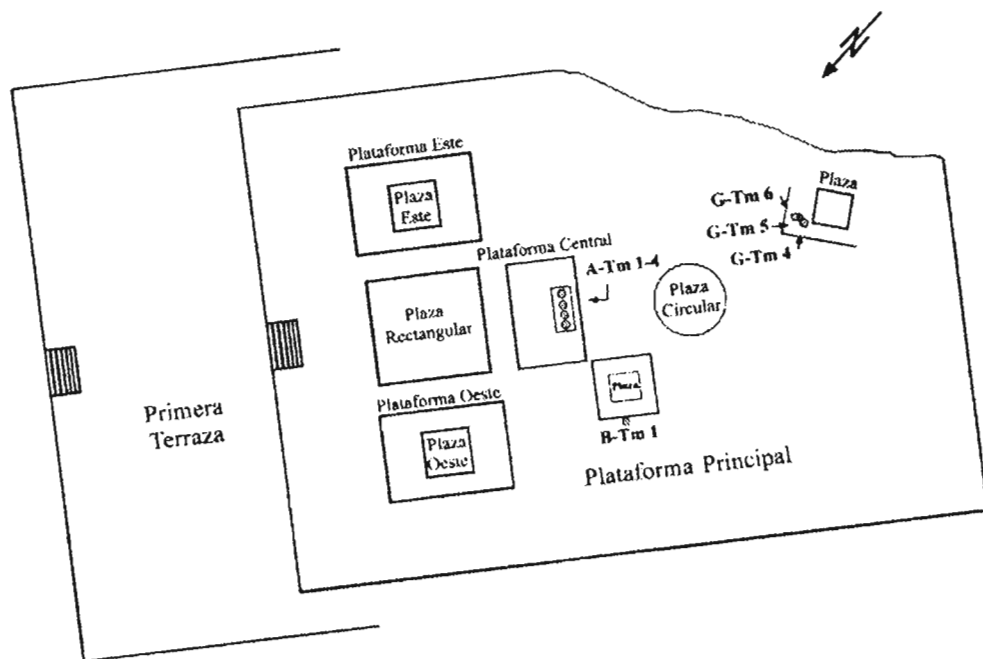 N
Plataforma Este
Plaza
Este
Plaza
G-Tm 6
G-Tm 5
G-Tm 4
Plataforma Central
A-Tm 1-4
Plaza
Circular
Plaza
Rectangular
Plaza
B-Tm 1
Plataforma Oeste
Plaza
Oeste
Primera
Terraza
Plataforma Principal